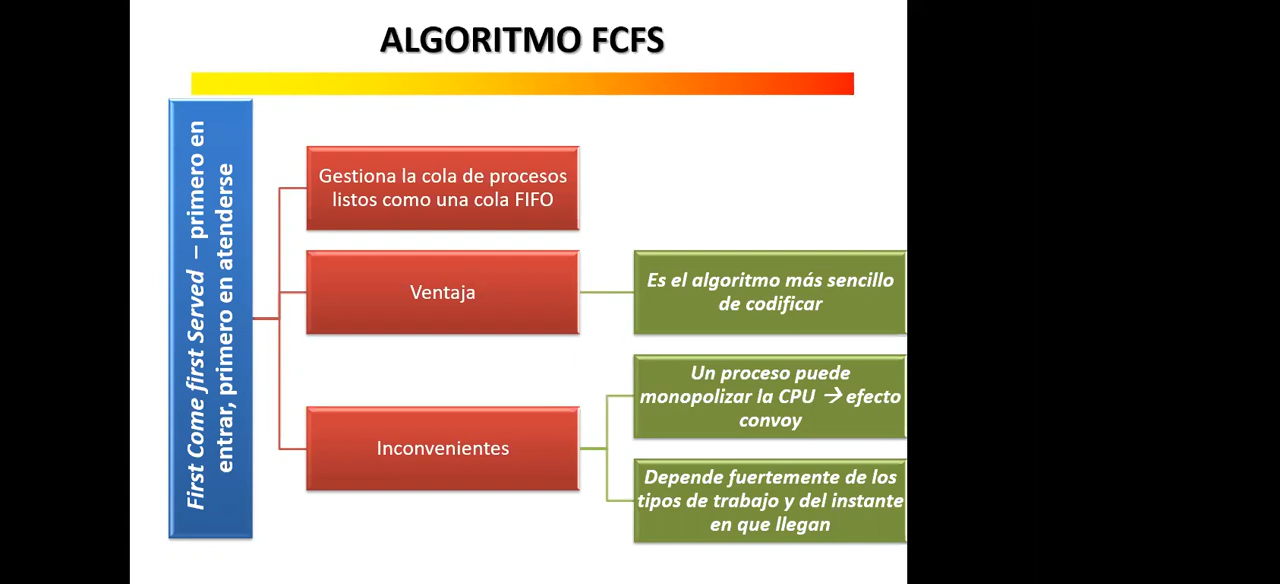 ALGORITMO FCFS
First Come first Served – primero en
entrar, primero en atenderse
Gestiona la cola de procesos
listos como una cola FIFO
Ventaja
Es el algoritmo más sencillo
de codificar
Inconvenientes
Un proceso puede
monopolizar la CPU → efecto
convoy
Depende fuertemente de los
tipos de trabajo y del instante
en que llegan